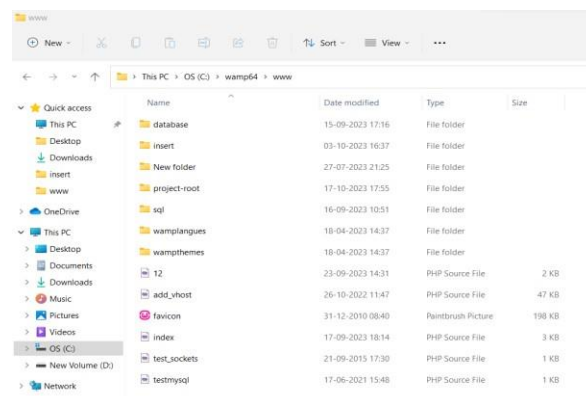 www
New
Sort
View
This PC > OS (C:) > wamp64 > www
Name Date modified Type Size
Quick access
This PC
Desktop
Downloads
insert
www
OneDrive
This PC
Desktop
Documents
Downloads
Music
Pictures
Videos
OS (C:)
New Volume (D:)
Network
database 15-09-2023 17:16 File folder
insert 03-10-2023 16:37 File folder
New folder 27-07-2023 21:25 File folder
project-root 17-10-2023 17:55 File folder
sql 16-09-2023 10:51 File folder
wamplangues 18-04-2023 14:37 File folder
wampthemes 18-04-2023 14:37 File folder
12 23-09-2023 14:31 PHP Source File 2 KB
add_vhost 26-10-2022 11:47 PHP Source File 47 KB
favicon 31-12-2010 08:40 Paintbrush Picture 198 KB
index 17-09-2023 18:14 PHP Source File 3 KB
test_sockets 21-09-2015 17:30 PHP Source File 1 KB
testmysql 17-06-2021 15:48 PHP Source File 1 KB